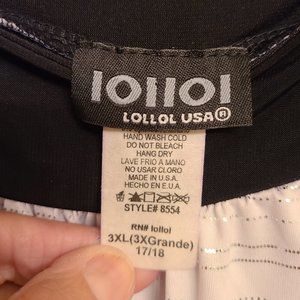 lollol
LOLLOL USA®
HAND WASH COLD
DO NOT BLEACH
HANG DRY
LAVE FRIO A MANO
NO USAR CLORO
MADE IN U.S.A.
HECHO EN E.U.A.
STYLE# 8554
RN# lollol
3XL(3XGrande)
17/18